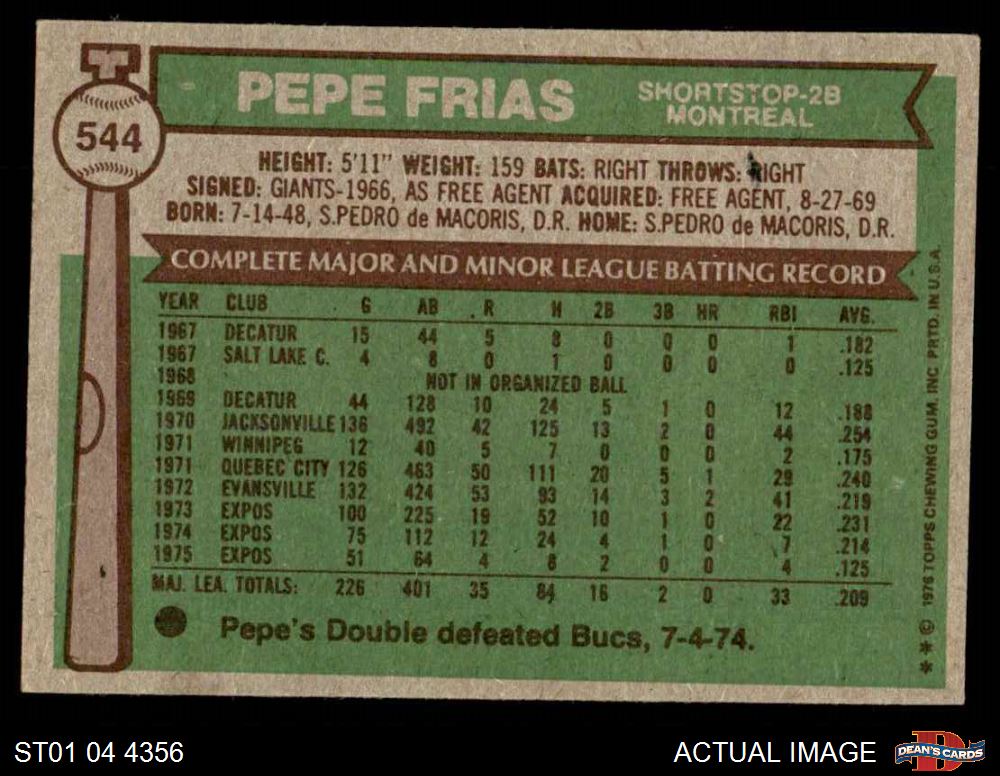 PEPE FRIAS
SHORTSTOP-2B
MONTREAL
544
HEIGHT: 5'11" WEIGHT: 159 BATS: RIGHT THROWS: RIGHT
SIGNED: GIANTS-1966, AS FREE AGENT ACQUIRED: FREE AGENT, 8-27-69
BORN: 7-14-48, S.PEDRO de MACORIS, D.R. HOME: S.PEDRO de MACORIS, D.R.
COMPLETE MAJOR AND MINOR LEAGUE BATTING RECORD
YEAR CLUB G AB R H 2B 3B HR RBI AVG.
1967 DECATUR 15 44 5 8 0 0 0 1 .182
1967 SALT LAKE C. 4 8 0 1 0 0 0 0 .125
1968 NOT IN ORGANIZED BALL
1969 DECATUR 44 128 10 24 5 1 0 12 .188
1970 JACKSONVILLE 136 492 42 125 13 2 0 44 .254
1971 WINNIPEG 12 40 5 7 0 0 0 2 .175
1971 QUEBEC CITY 126 463 50 111 20 5 1 29 .240
1972 EVANSVILLE 132 424 53 93 14 3 2 41 .219
1973 EXPOS 100 225 19 52 10 1 0 22 .231
1974 EXPOS 75 112 12 24 4 1 0 7 .214
1975 EXPOS 51 64 4 8 2 0 0 4 .125
MAJ. LEA. TOTALS: 226 401 35 84 16 2 0 33 .209
Pepe's Double defeated Bucs, 7-4-74.
***© 1976 TOPPS CHEWING GUM, INC PRTD. IN U.S.A.
ST01 04 4356
ACTUAL IMAGE
DEAN'S CARDS